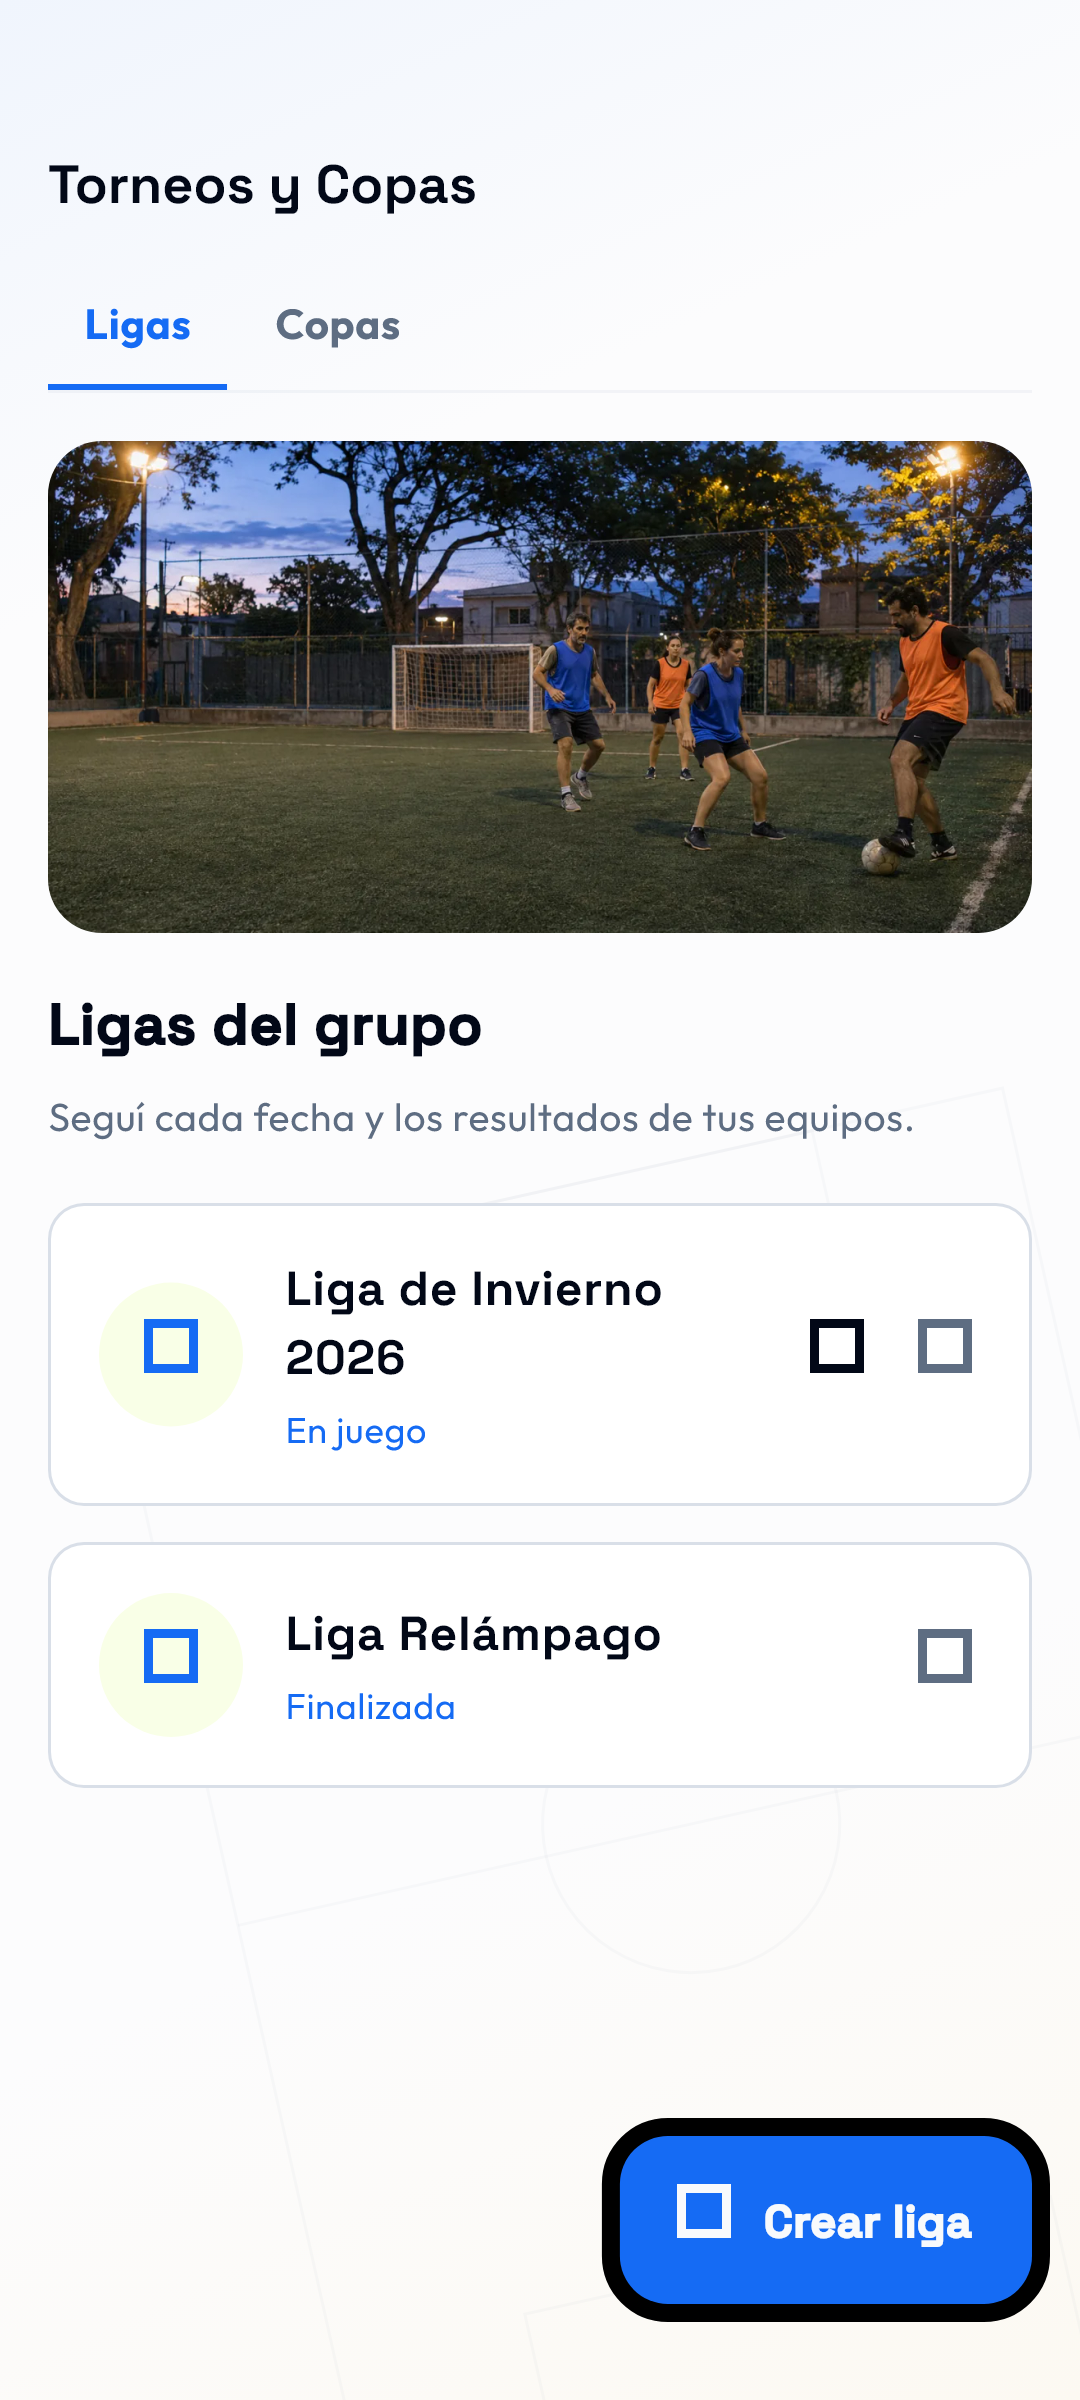 Torneos y Copas
Ligas
Copas
Ligas del grupo
Seguí cada fecha y los resultados de tus equipos.
Liga de Invierno
2026
En juego
Liga Relámpago
Finalizada
Crear liga